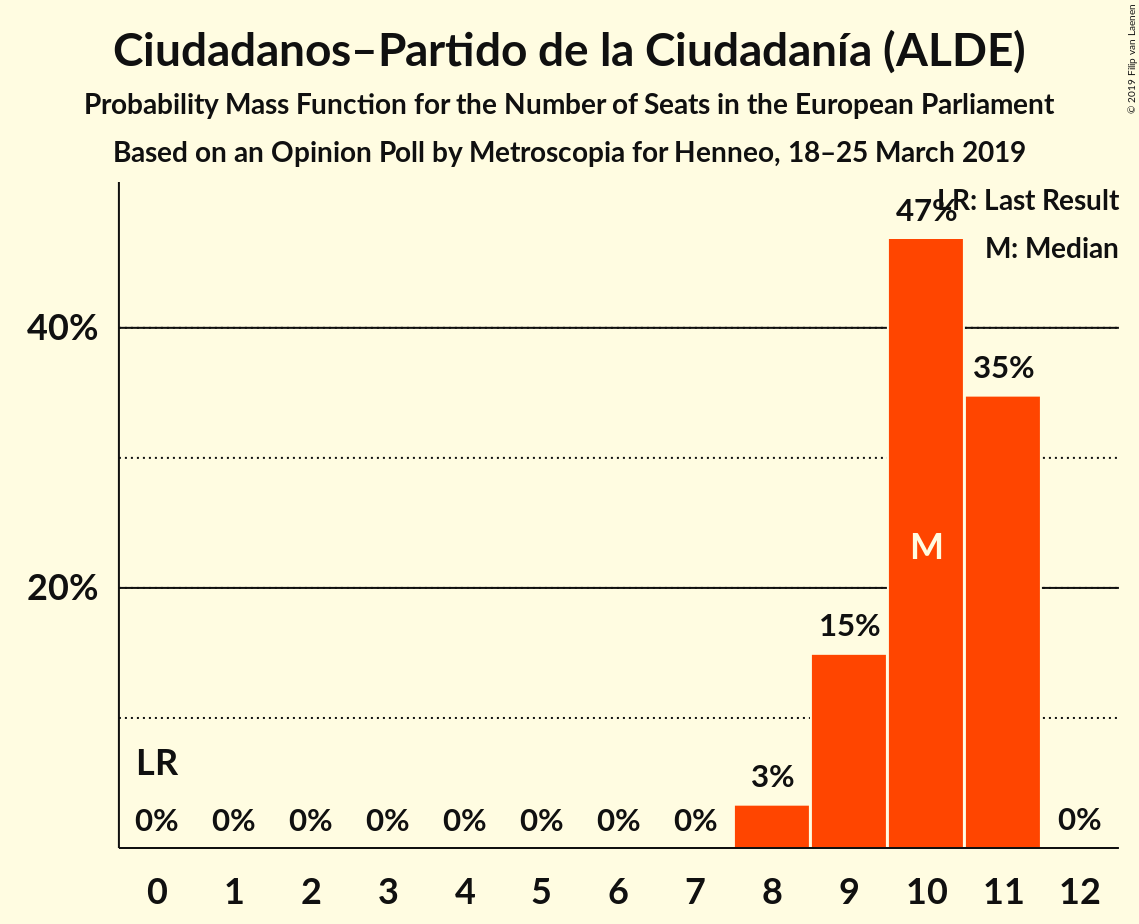 Ciudadanos–Partido de la Ciudadanía (ALDE)
Probability Mass Function for the Number of Seats in the European Parliament
Based on an Opinion Poll by Metroscopia for Henneo, 18–25 March 2019
© 2019 Filip van Laenen
LR: Last Result
M: Median
47%
40%
35%
M
20%
15%
LR
3%
0% 0% 0% 0% 0% 0% 0% 0% 0%
0 1 2 3 4 5 6 7 8 9 10 11 12